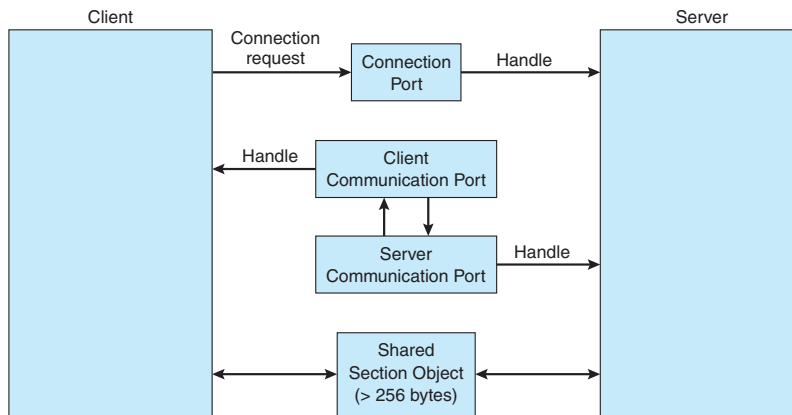 Client
Server
Connection
request
Connection
Port
Handle
Handle
Client
Communication Port
Server
Communication Port
Handle
Shared
Section Object
(> 256 bytes)